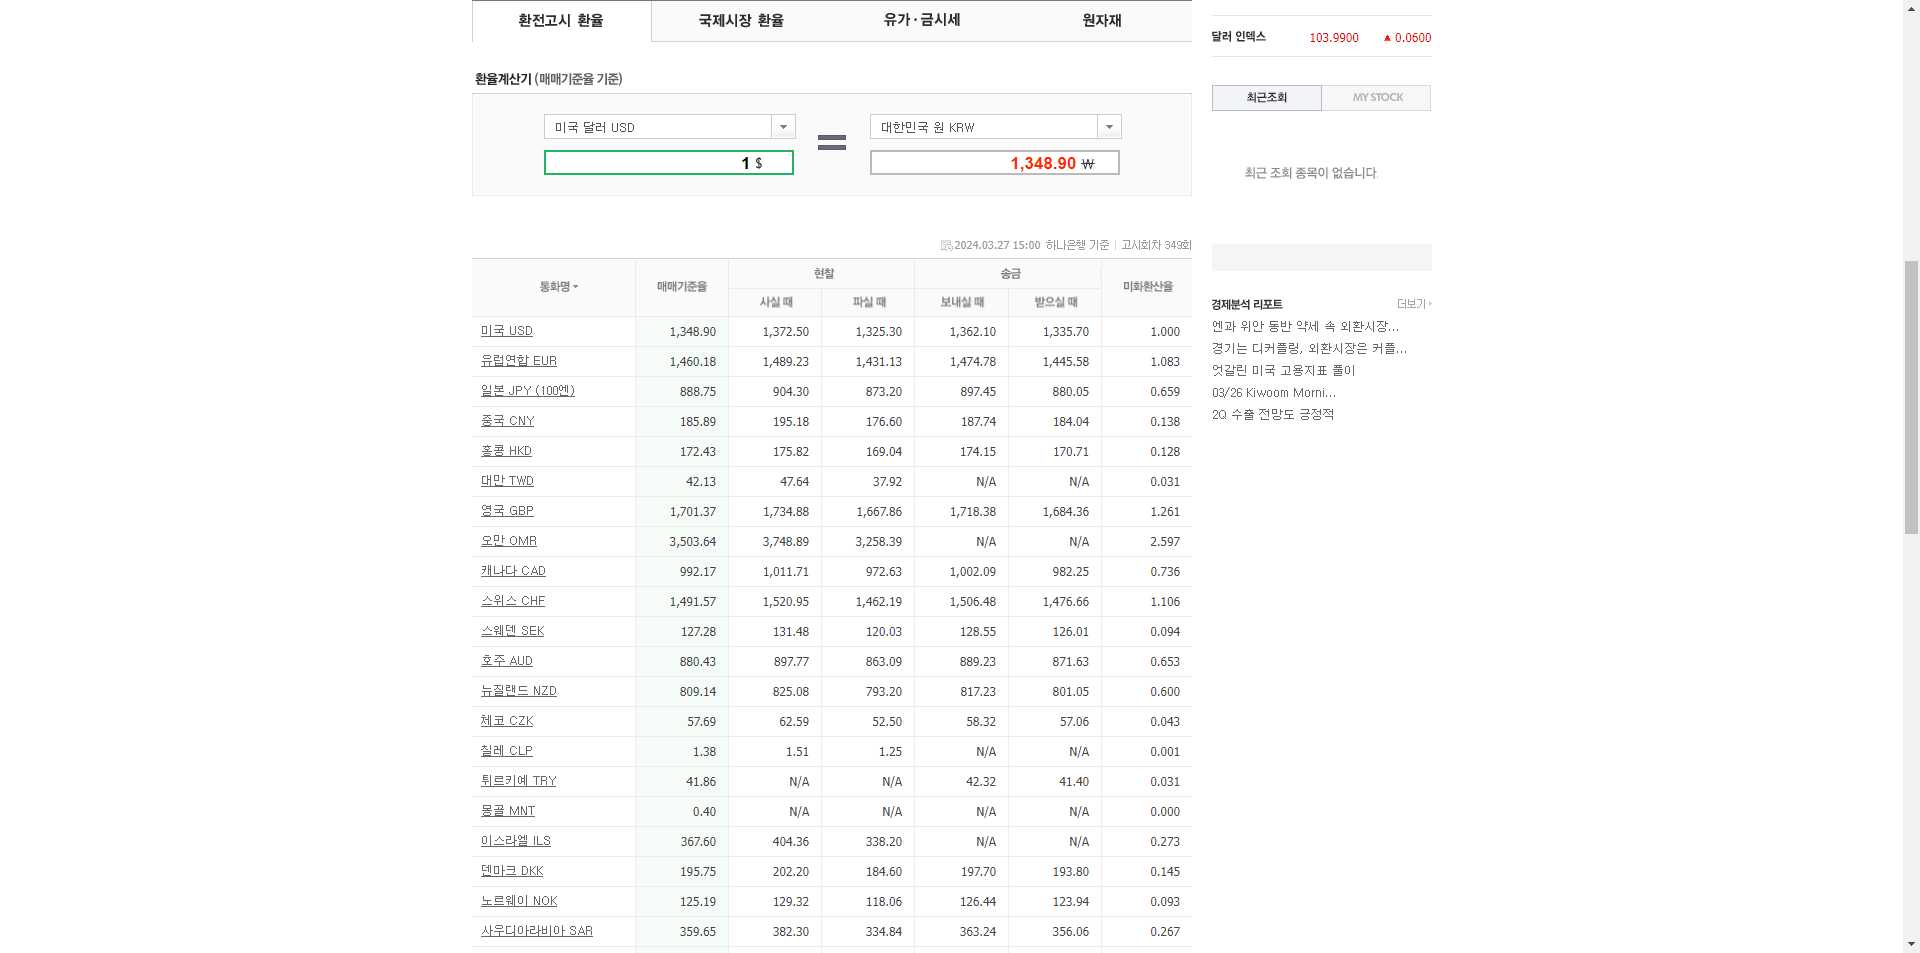 환전고시 환율 국제시장 환율 유가·금시세 원자재
환율계산기 (매매기준율 기준)
미국 달러 USD 대한민국 원 KRW
1 $ = 1,348.90 ₩
2024.03.27 15:00 하나은행 기준 | 고시회차 349회
통화명 매매기준율 현찰 송금 미화환산율
사실 때 파실 때 보내실 때 받으실 때
미국 USD 1,348.90 1,372.50 1,325.30 1,362.10 1,335.70 1.000
유럽연합 EUR 1,460.18 1,489.23 1,431.13 1,474.78 1,445.58 1.083
일본 JPY (100엔) 888.75 904.30 873.20 897.45 880.05 0.659
중국 CNY 185.89 195.18 176.60 187.74 184.04 0.138
홍콩 HKD 172.43 175.82 169.04 174.15 170.71 0.128
대만 TWD 42.13 47.64 37.92 N/A N/A 0.031
영국 GBP 1,701.37 1,734.88 1,667.86 1,718.38 1,684.36 1.261
오만 OMR 3,503.64 3,748.89 3,258.39 N/A N/A 2.597
캐나다 CAD 992.17 1,011.71 972.63 1,002.09 982.25 0.736
스위스 CHF 1,491.57 1,520.95 1,462.19 1,506.48 1,476.66 1.106
스웨덴 SEK 127.28 131.48 120.03 128.55 126.01 0.094
호주 AUD 880.43 897.77 863.09 889.23 871.63 0.653
뉴질랜드 NZD 809.14 825.08 793.20 817.23 801.05 0.600
체코 CZK 57.69 62.59 52.50 58.32 57.06 0.043
칠레 CLP 1.38 1.51 1.25 N/A N/A 0.001
튀르키예 TRY 41.86 N/A N/A 42.32 41.40 0.031
몽골 MNT 0.40 N/A N/A N/A N/A 0.000
이스라엘 ILS 367.60 404.36 338.20 N/A N/A 0.273
덴마크 DKK 195.75 202.20 184.60 197.70 193.80 0.145
노르웨이 NOK 125.19 129.32 118.06 126.44 123.94 0.093
사우디아라비아 SAR 359.65 382.30 334.84 363.24 356.06 0.267
달러 인덱스 103.9900 ▲ 0.0600
최근조회 MY STOCK
최근 조회 종목이 없습니다.
경제분석 리포트 더보기
엔과 위안 동반 약세 속 외환시장...
경기는 디커플링, 외환시장은 커플...
엇갈린 미국 고용지표 풀이
03/26 Kiwoom Morni...
2Q 수출 전망도 긍정적